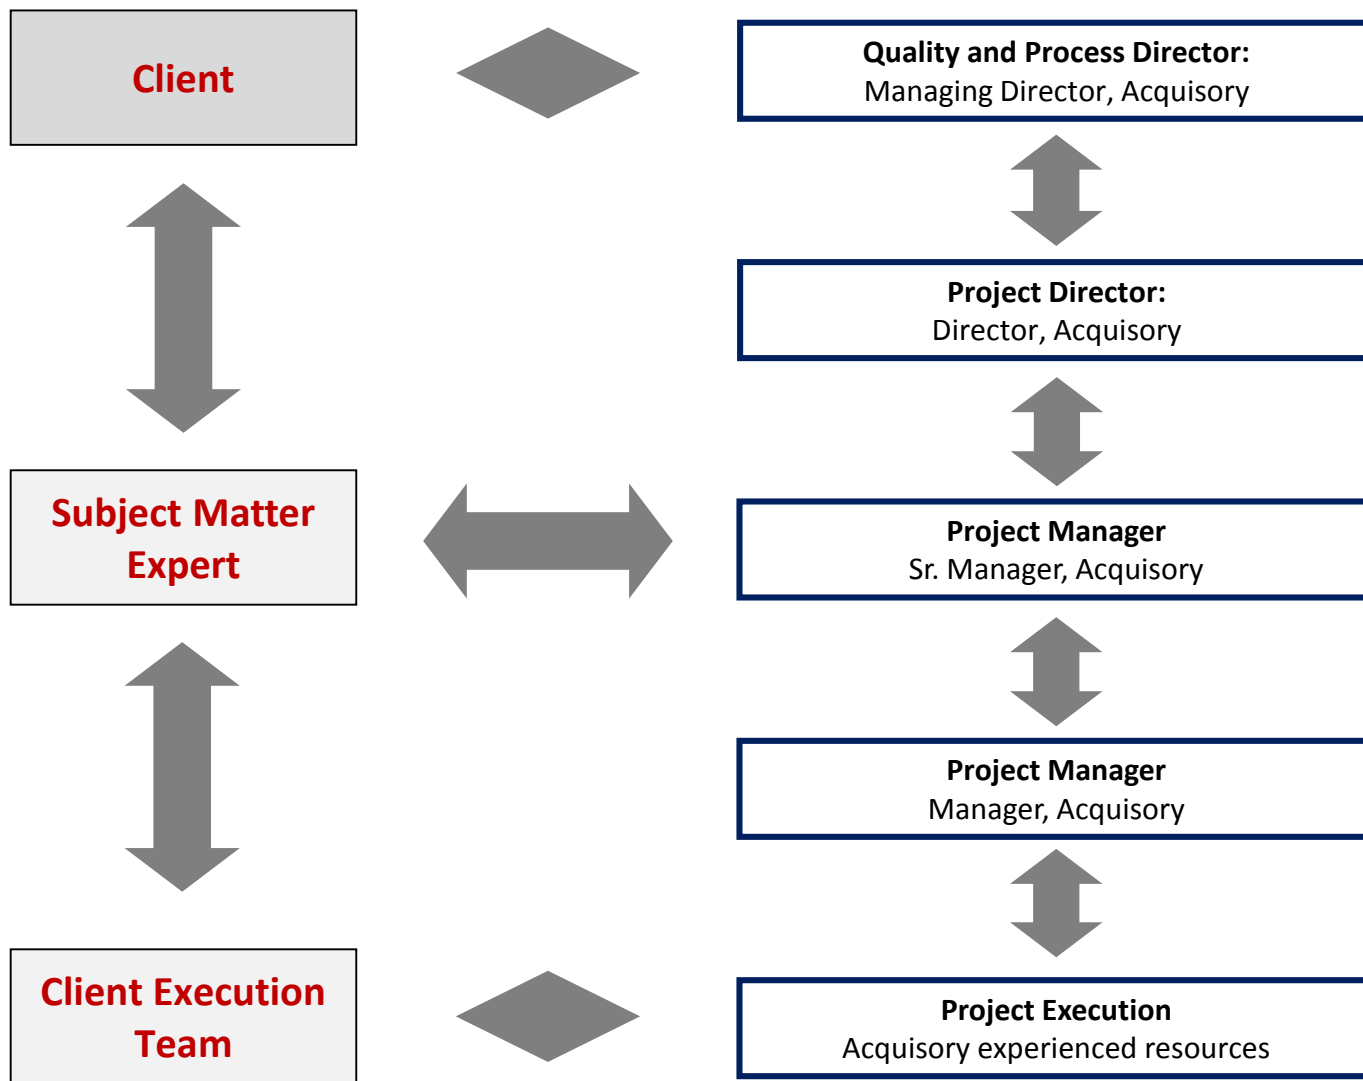 Client
Quality and Process Director:
Managing Director, Acquisory
Project Director:
Director, Acquisory
Subject Matter
Expert
Project Manager
Sr. Manager, Acquisory
Project Manager
Manager, Acquisory
Client Execution
Team
Project Execution
Acquisory experienced resources